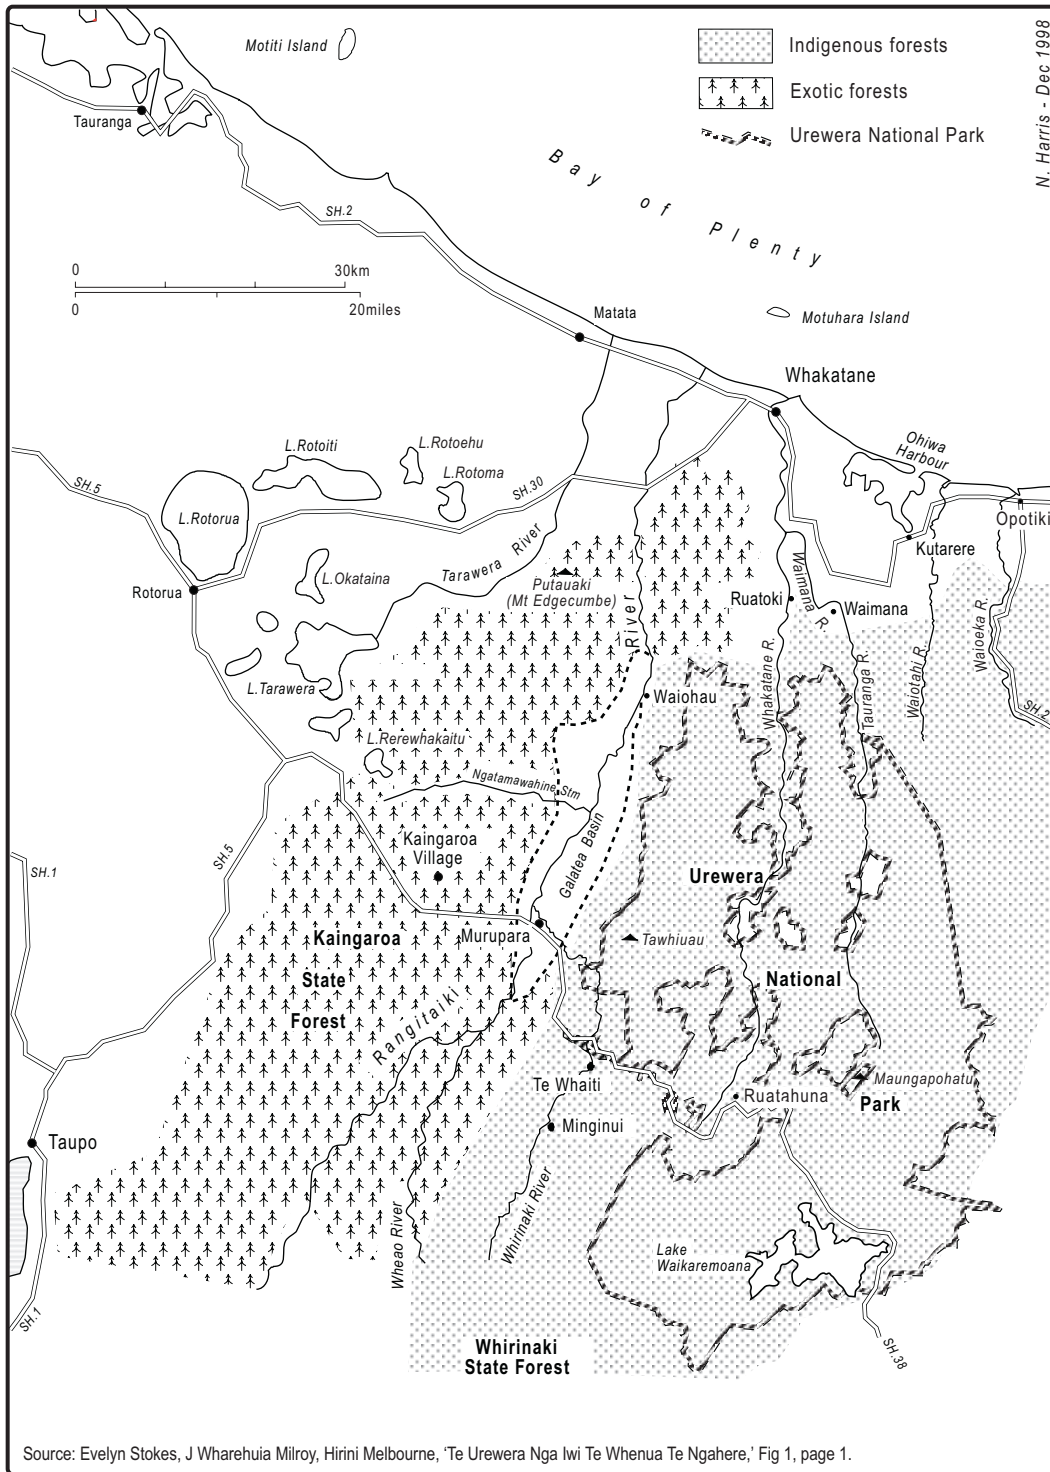 Motiti Island
Indigenous forests
Exotic forests
Urewera National Park
N. Harris - Dec 1998
Tauranga
Bay of Plenty
SH.2
0 30km
0 20miles
Matata
Motuhara Island
Whakatane
Ohiwa
Harbour
L.Rotoiti
L.Rotoehu
L.Rotoma
SH.5
SH.30
L.Rotorua
Opotiki
Kutarere
Tarawera River
L.Okataina
Putauaki
(Mt Edgecumbe)
Rotorua
River
Ruatoki
Waimana R.
Waimana
Whakatane R.
Tauranga R.
Waiotahi R.
Waioeka R.
L.Tarawera
Waiohau
SH.2
L.Rerewhakaitu
Ngatamawahine Stm
Galatea Basin
Kaingaroa
Village
SH.1
SH.5
Urewera
Murupara
Tawhiuau
Kaingaroa
State
Forest
National
Rangitaiki
Te Whaiti
Maungapohatu
Ruatahuna
Park
Minginui
Taupo
Wheao River
Whirinaki River
Lake
Waikaremoana
SH.1
SH.38
Whirinaki
State Forest
Source: Evelyn Stokes, J Wharehuia Milroy, Hirini Melbourne, ‘Te Urewera Nga Iwi Te Whenua Te Ngahere,’ Fig 1, page 1.